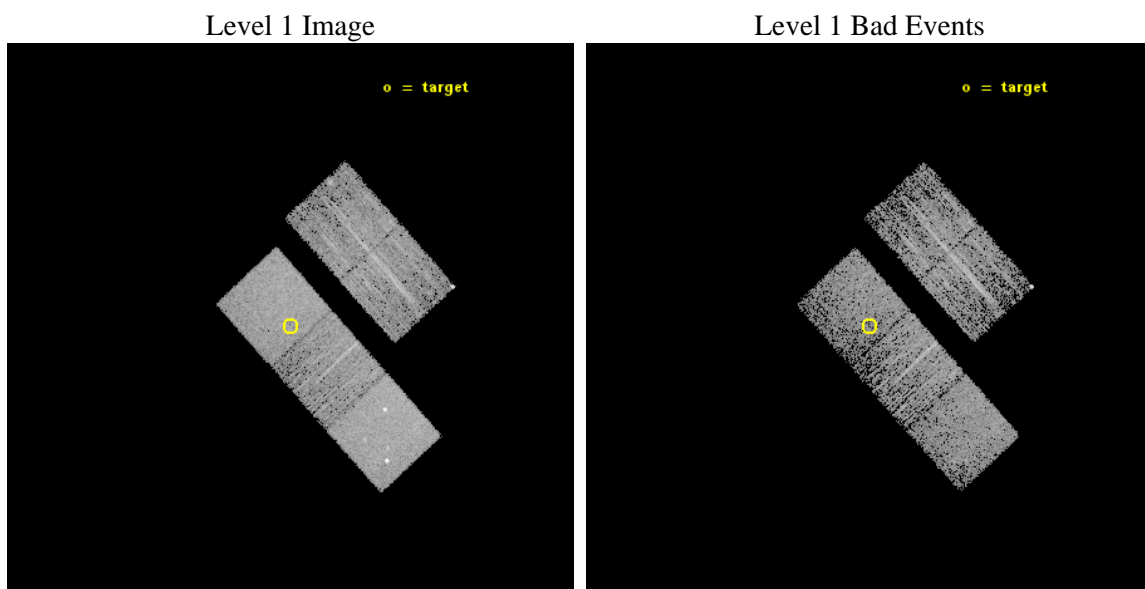 Level 1 Image
Level 1 Bad Events
o = target
o = target